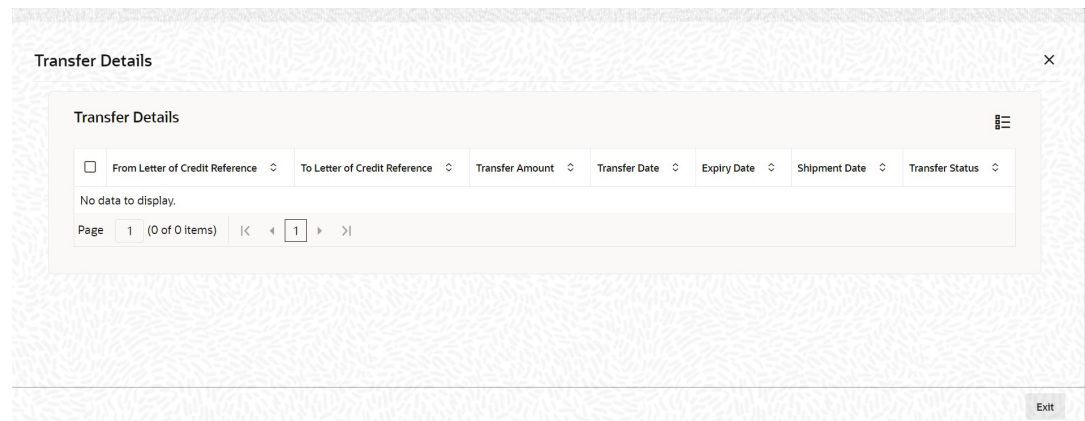 Transfer Details
Transfer Details
From Letter of Credit Reference To Letter of Credit Reference Transfer Amount Transfer Date Expiry Date Shipment Date Transfer Status
No data to display.
Page 1 (0 of 0 items) 1
Exit